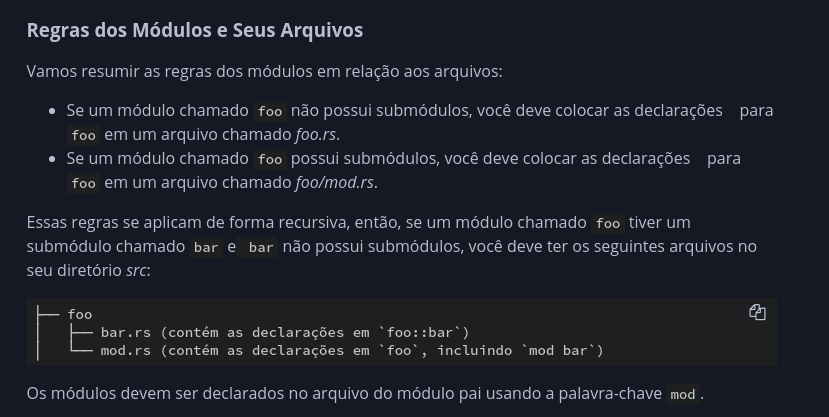 Regras dos Módulos e Seus Arquivos
Vamos resumir as regras dos módulos em relação aos arquivos:
• Se um módulo chamado foo não possui submódulos, você deve colocar as declarações para
foo em um arquivo chamado foo.rs.
• Se um módulo chamado foo possui submódulos, você deve colocar as declarações para
foo em um arquivo chamado foo/mod.rs.
Essas regras se aplicam de forma recursiva, então, se um módulo chamado foo tiver um
submódulo chamado bar e bar não possui submódulos, você deve ter os seguintes arquivos no
seu diretório src:
├── foo
│   ├── bar.rs (contém as declarações em `foo::bar`)
│   └── mod.rs (contém as declarações em `foo`, incluindo `mod bar`)
Os módulos devem ser declarados no arquivo do módulo pai usando a palavra-chave mod.